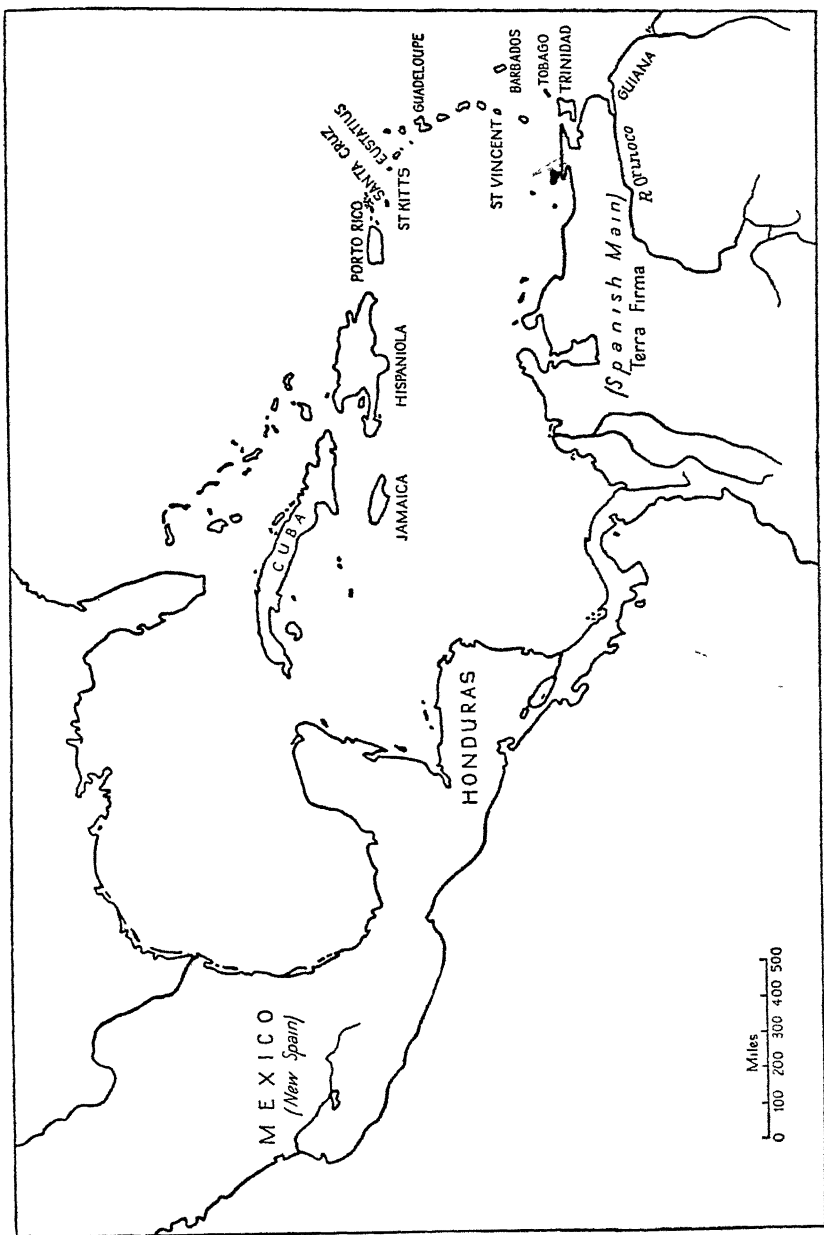 MEXICO
(New Spain)
HONDURAS
CUBA
JAMAICA
HISPANIOLA
PORTO RICO
SANTA CRUZ
EUSTATIUS
ST KITTS
GUADELOUPE
ST VINCENT
BARBADOS
TOBAGO
TRINIDAD
GUIANA
R Orinoco
(Spanish Main)
Terra Firma
Miles
0 100 200 300 400 500